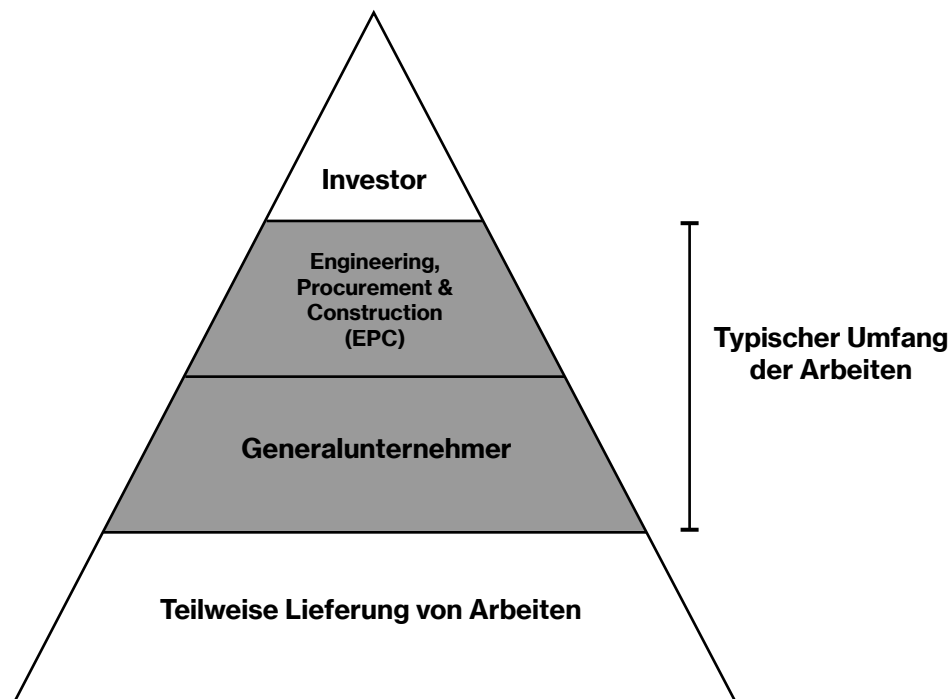 Investor
Engineering,
Procurement &
Construction
(EPC)
Typischer Umfang
der Arbeiten
Generalunternehmer
Teilweise Lieferung von Arbeiten